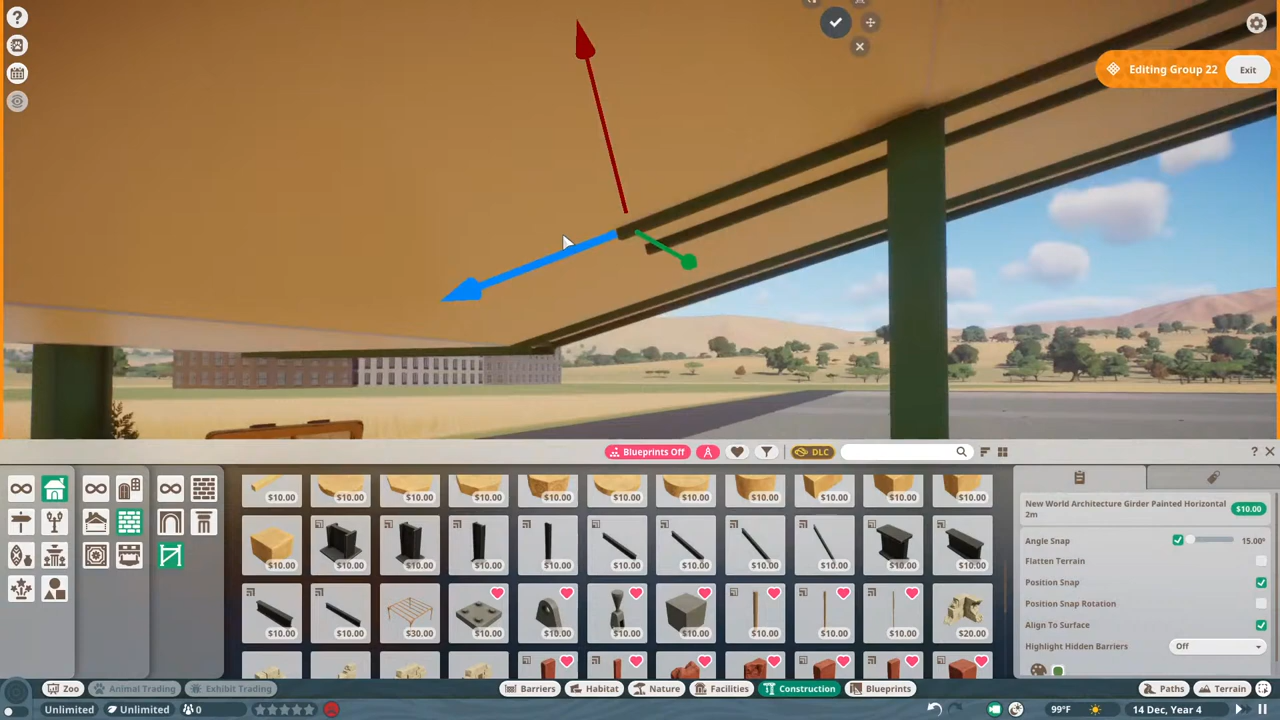 ?
Editing Group 22
Exit
Blueprints Off
DLC
? ×
$10.00 $10.00 $10.00 $10.00 $10.00 $10.00 $10.00 $10.00 $10.00 $10.00 $10.00
$10.00 $10.00 $10.00 $10.00 $10.00 $10.00 $10.00 $10.00 $10.00 $10.00 $10.00
$10.00 $10.00 $30.00 $10.00 $10.00 $10.00 $10.00 $10.00 $10.00 $10.00 $20.00
New World Architecture Girder Painted Horizontal
2m
$10.00
Angle Snap
15.00°
Flatten Terrain
Position Snap
Position Snap Rotation
Align To Surface
Highlight Hidden Barriers
Off
Zoo
Animal Trading
Exhibit Trading
Barriers
Habitat
Nature
Facilities
Construction
Blueprints
Paths
Terrain
Unlimited
Unlimited
0
99°F
14 Dec, Year 4